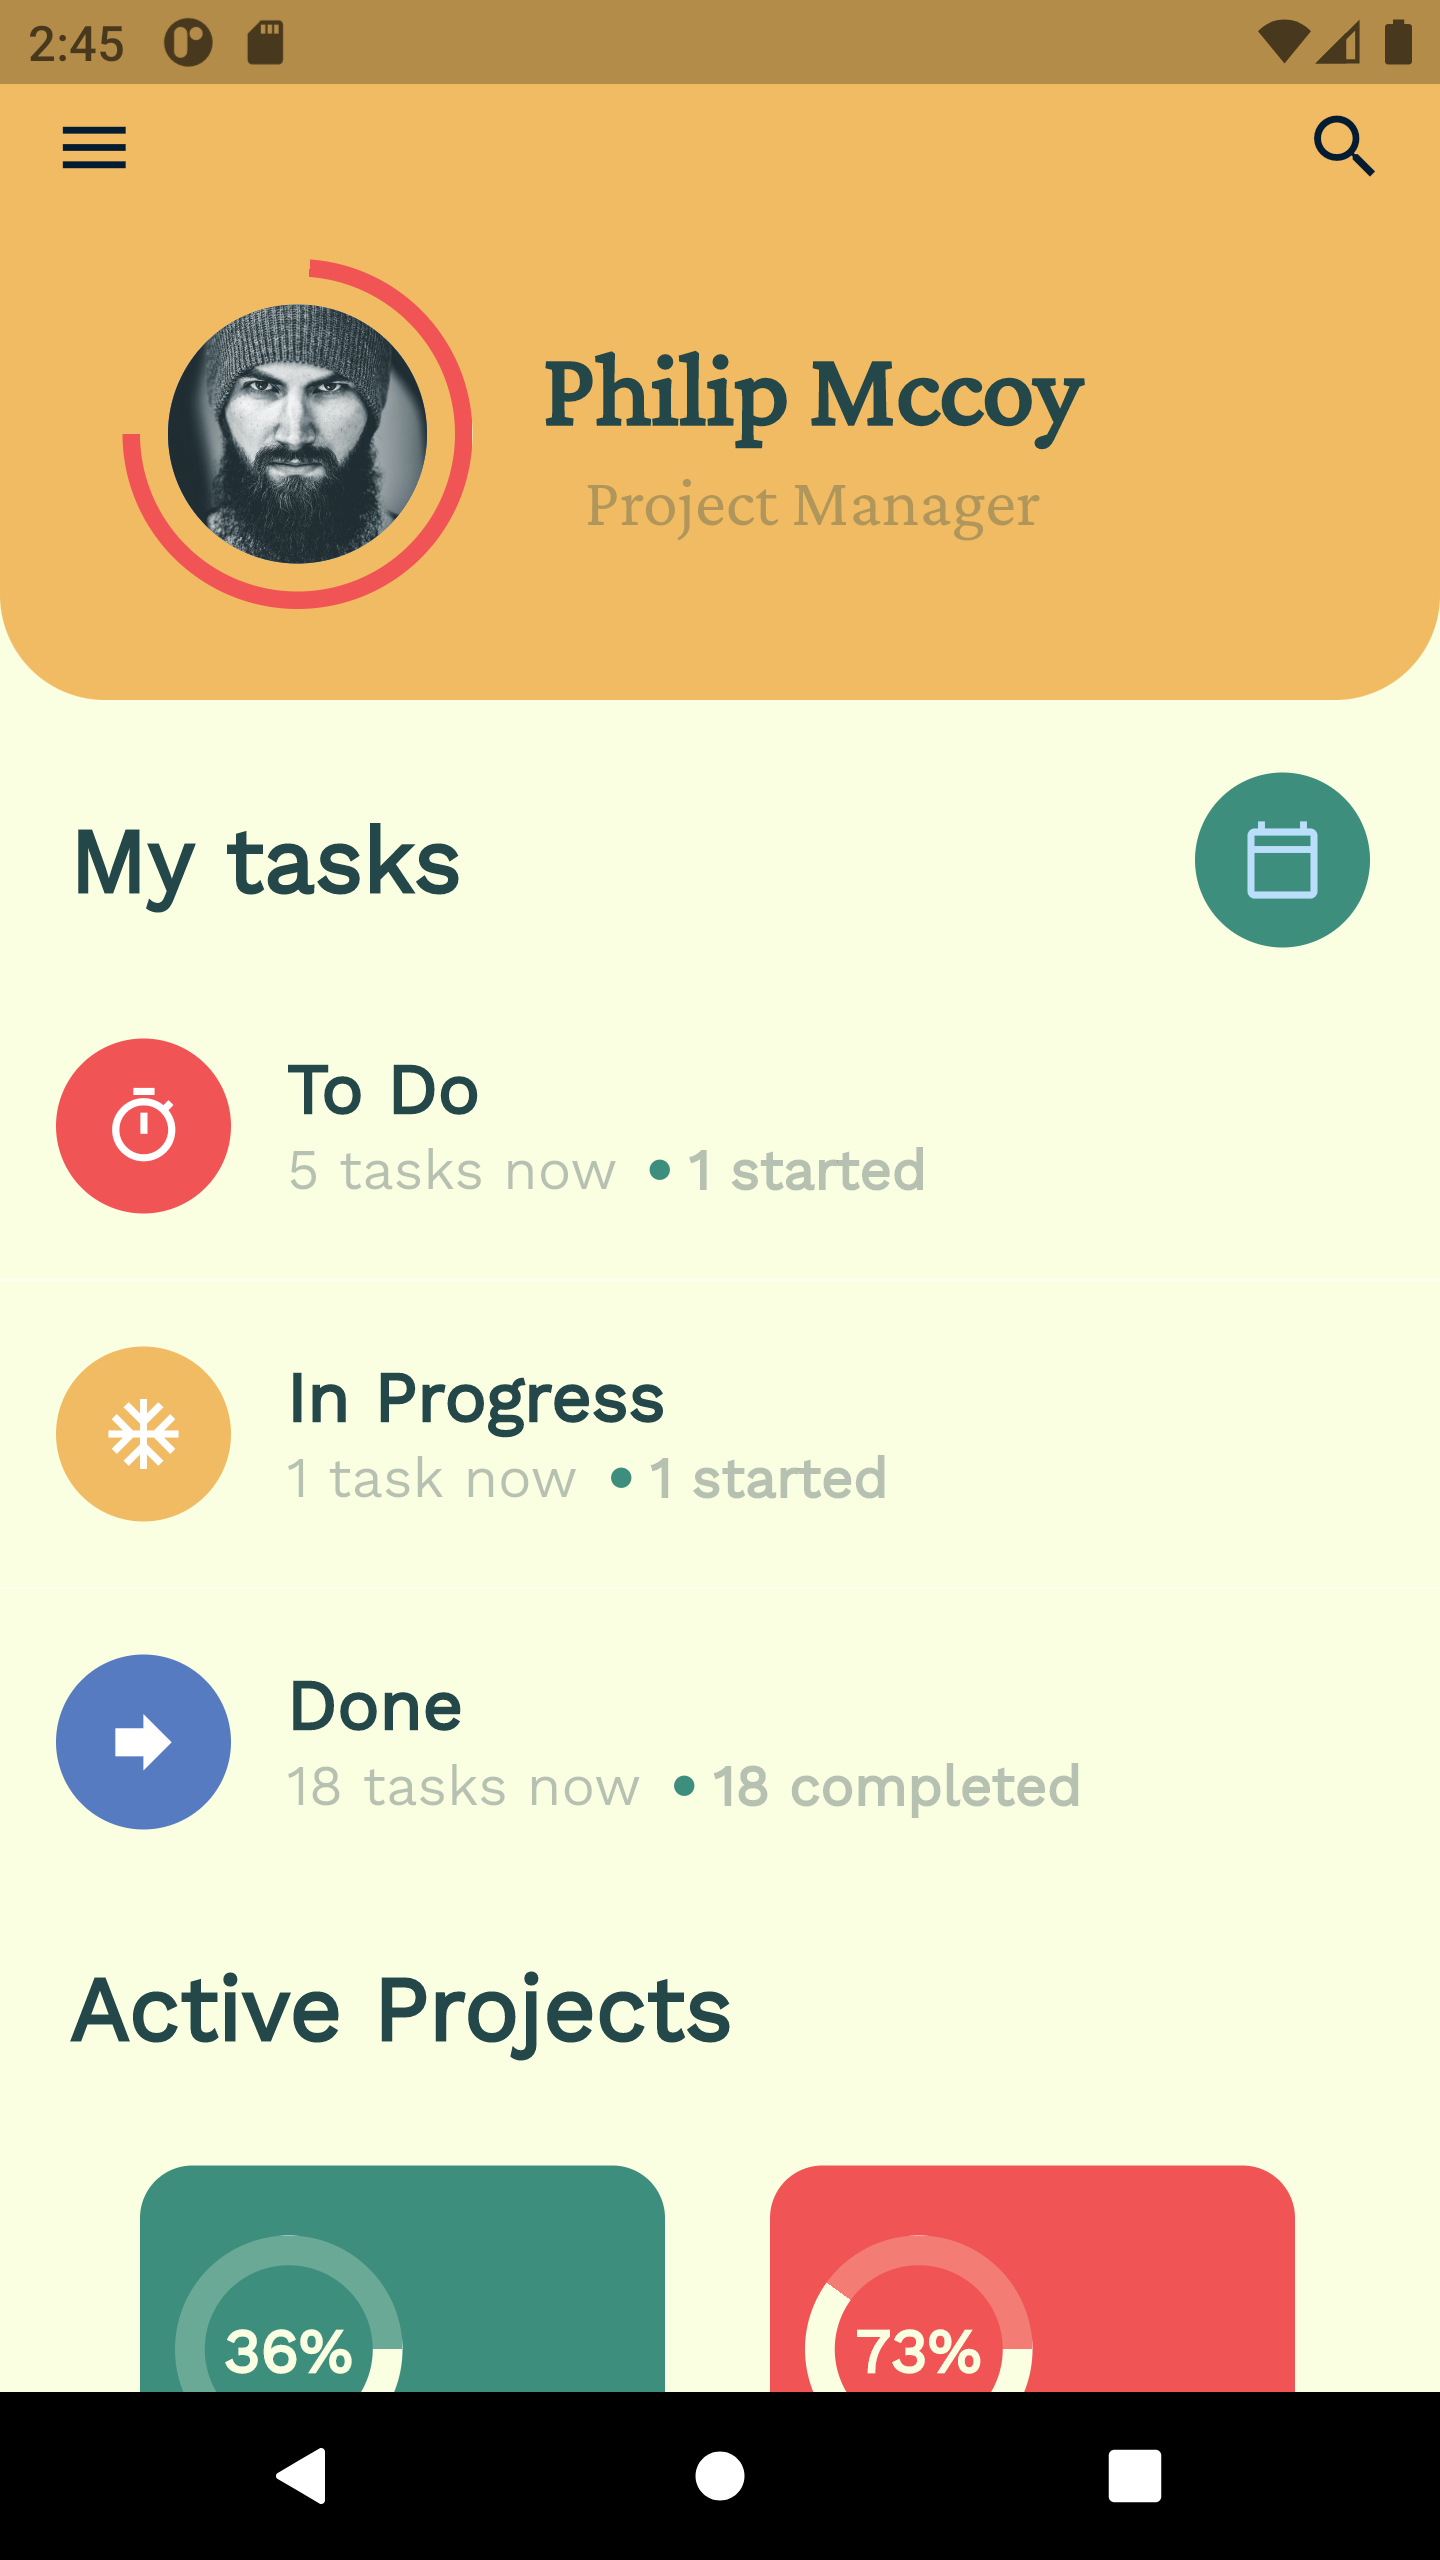 2:45
Philip Mccoy
Project Manager
My tasks
To Do
5 tasks now 1 started
In Progress
1 task now 1 started
Done
18 tasks now 18 completed
Active Projects
36% 73%